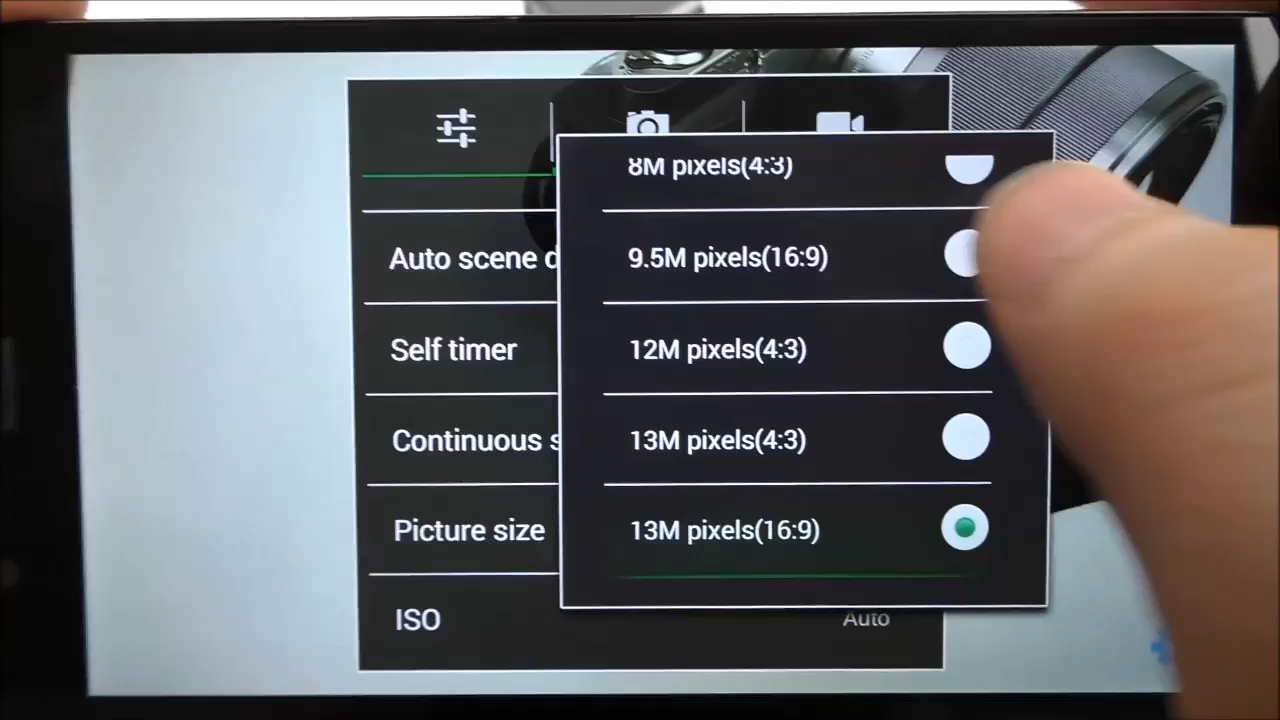 8M pixels(4:3)
Auto scene d
9.5M pixels(16:9)
Self timer
12M pixels(4:3)
Continuous s
13M pixels(4:3)
Picture size
13M pixels(16:9)
ISO
Auto